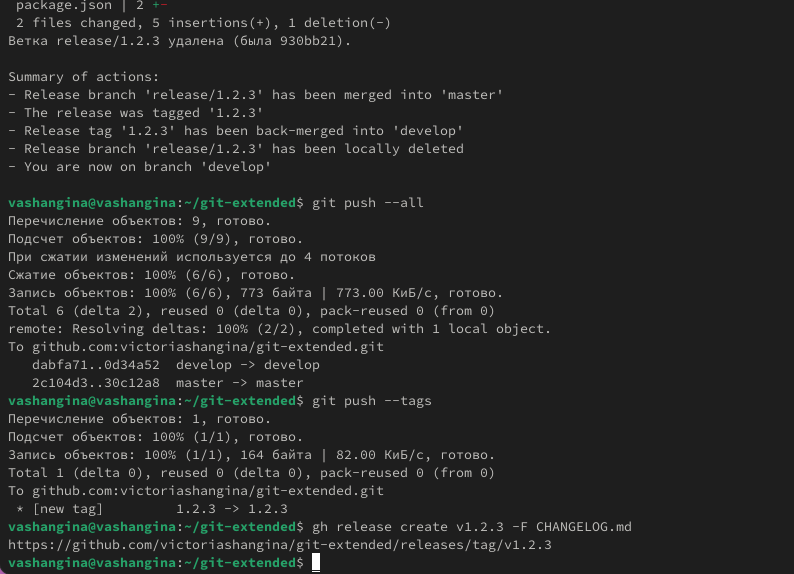 package.json | 2 +-
2 files changed, 5 insertions(+), 1 deletion(-)
Ветка release/1.2.3 удалена (была 930bb21).
Summary of actions:
- Release branch 'release/1.2.3' has been merged into 'master'
- The release was tagged '1.2.3'
- Release tag '1.2.3' has been back-merged into 'develop'
- Release branch 'release/1.2.3' has been locally deleted
- You are now on branch 'develop'
vashangina@vashangina:~/git-extended$ git push --all
Перечисление объектов: 9, готово.
Подсчет объектов: 100% (9/9), готово.
При сжатии изменений используется до 4 потоков
Сжатие объектов: 100% (6/6), готово.
Запись объектов: 100% (6/6), 773 байта | 773.00 КиБ/с, готово.
Total 6 (delta 2), reused 0 (delta 0), pack-reused 0 (from 0)
remote: Resolving deltas: 100% (2/2), completed with 1 local object.
To github.com:victoriashangina/git-extended.git
dabfa71..0d34a52  develop -> develop
2c104d3..30c12a8  master -> master
vashangina@vashangina:~/git-extended$ git push --tags
Перечисление объектов: 1, готово.
Подсчет объектов: 100% (1/1), готово.
Запись объектов: 100% (1/1), 164 байта | 82.00 КиБ/с, готово.
Total 1 (delta 0), reused 0 (delta 0), pack-reused 0 (from 0)
To github.com:victoriashangina/git-extended.git
* [new tag]         1.2.3 -> 1.2.3
vashangina@vashangina:~/git-extended$ gh release create v1.2.3 -F CHANGELOG.md
https://github.com/victoriashangina/git-extended/releases/tag/v1.2.3
vashangina@vashangina:~/git-extended$